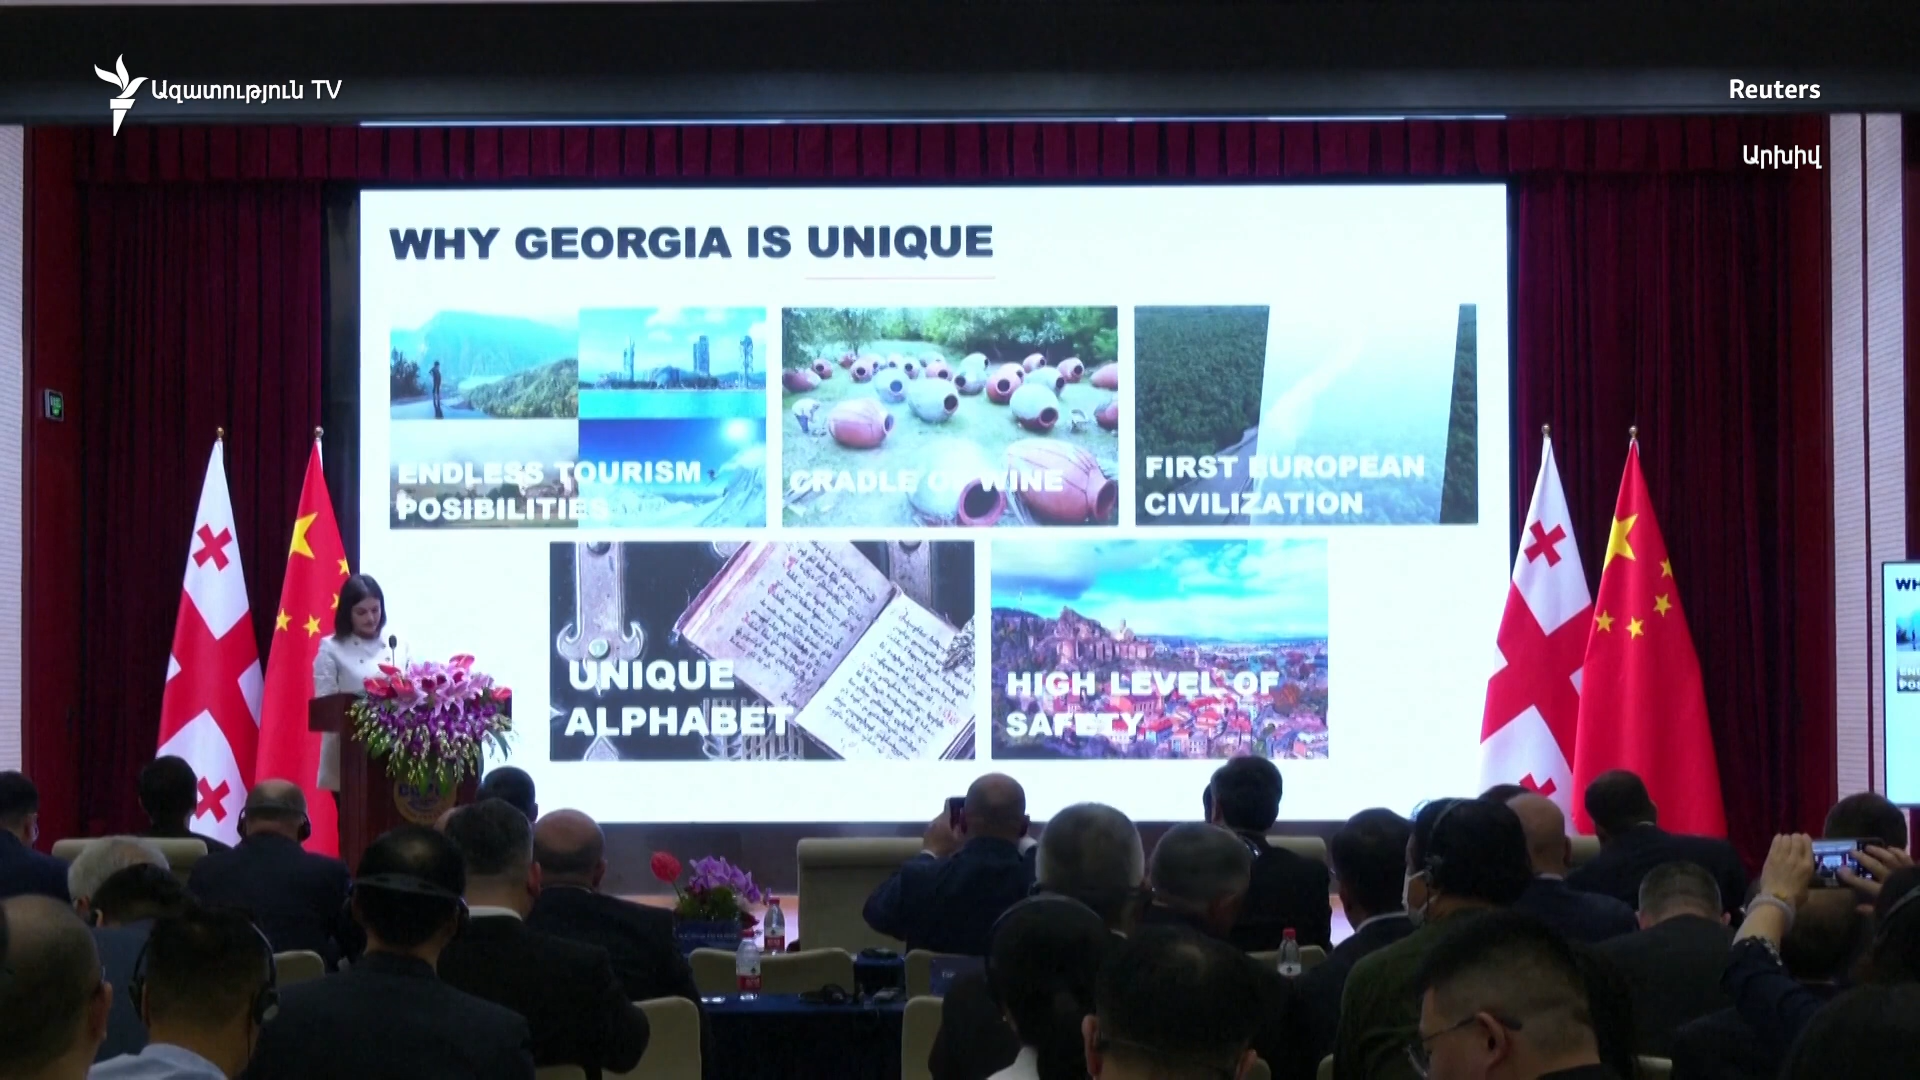 Ազատություն TV
Reuters
Արխիվ
WHY GEORGIA IS UNIQUE
ENDLESS TOURISM
POSIBILITIES
CRADLE OF WINE
FIRST EUROPEAN
CIVILIZATION
UNIQUE
ALPHABET
HIGH LEVEL OF
SAFETY